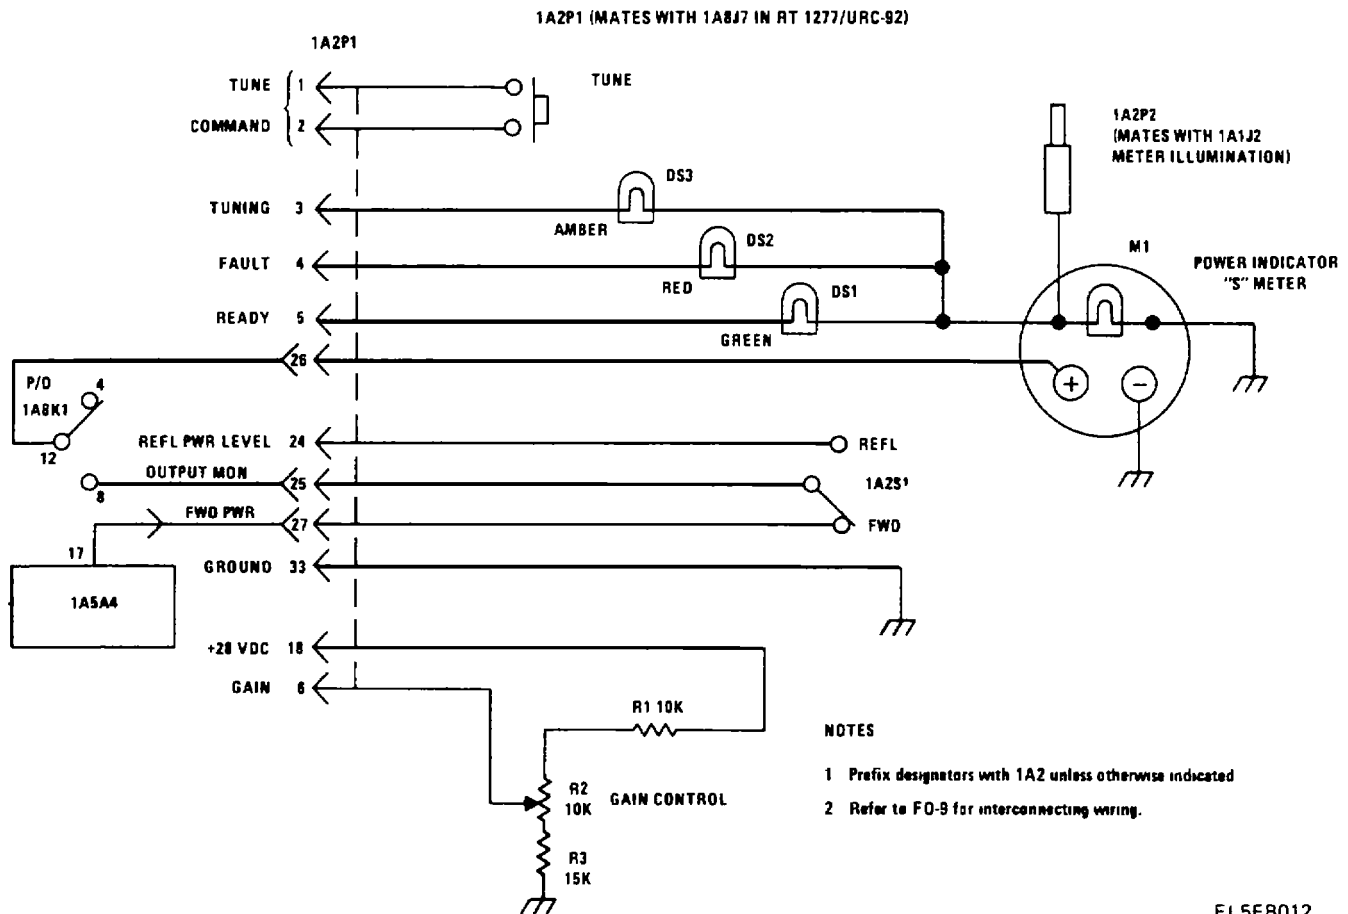 1A2P1 (MATES WITH 1A8J7 IN RT 1277/URC-92)
1A2P1
TUNE 1
COMMAND 2
TUNE
1A2P2
(MATES WITH 1A1J2
METER ILLUMINATION)
TUNING 3
DS3
AMBER
FAULT 4
DS2
RED
READY 5
DS1
GREEN
M1
POWER INDICATOR
"S" METER
26
+
−
P/O
1A8K1
4
12
8
REFL PWR LEVEL 24
REFL
OUTPUT MON
25
1A2S1
FWD PWR
27
FWD
17
1A5A4
GROUND 33
+28 VDC 18
GAIN 6
R1 10K
R2
10K
GAIN CONTROL
R3
15K
NOTES
1 Prefix designators with 1A2 unless otherwise indicated
2 Refer to FO-9 for interconnecting wiring.
EL5EB012